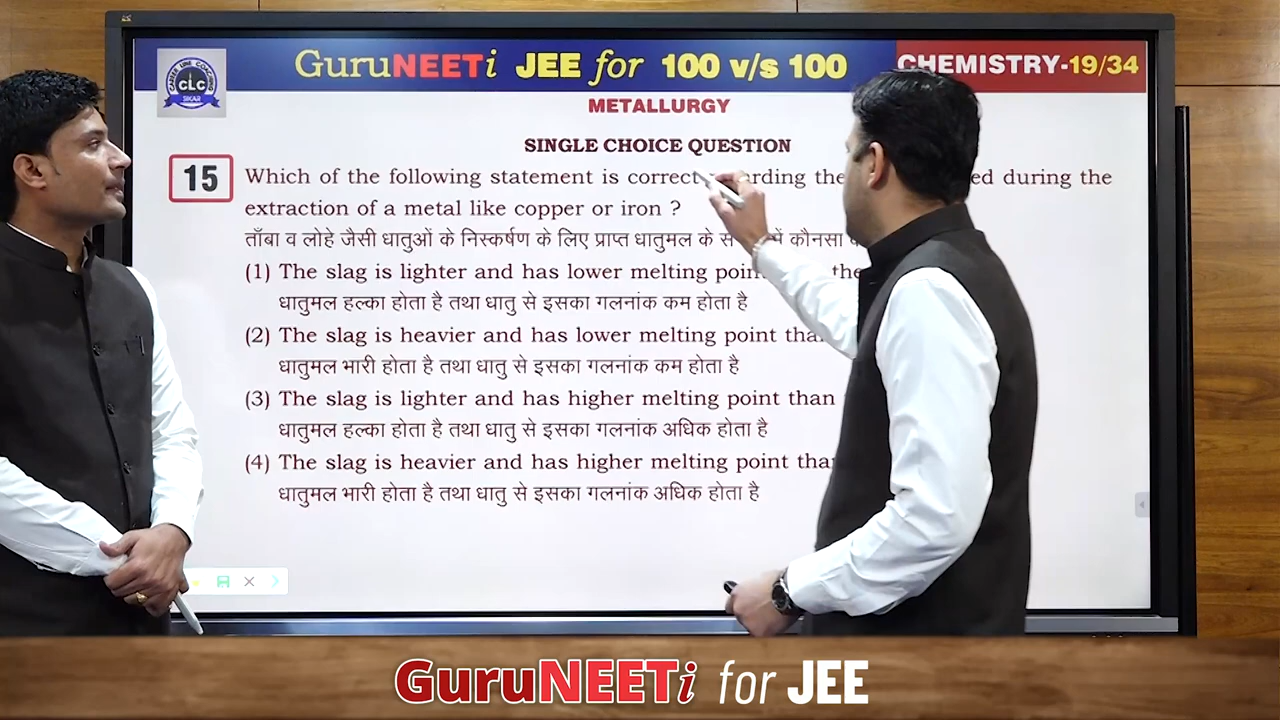 GuruNEETi JEE for 100 v/s 100
CHEMISTRY-19/34
CLC
SIKAR
METALLURGY
SINGLE CHOICE QUESTION
15
Which of the following statement is correct the ed during the
extraction of a metal like copper or iron ?
ताँबा व लोहे जैसी धातुओं के निस्कर्षण के लिए प्राप्त धातुमल के में कौनसा
(1) The slag is lighter and has lower melting the
धातुमल हल्का होता है तथा धातु से इसका गलनांक कम होता है
(2) The slag is heavier and has lower melting point
धातुमल भारी होता है तथा धातु से इसका गलनांक कम होता है
(3) The slag is lighter and has higher melting point than
धातुमल हल्का होता है तथा धातु से इसका गलनांक अधिक होता है
(4) The slag is heavier and has higher melting point
धातुमल भारी होता है तथा धातु से इसका गलनांक अधिक होता है
GuruNEETi for JEE